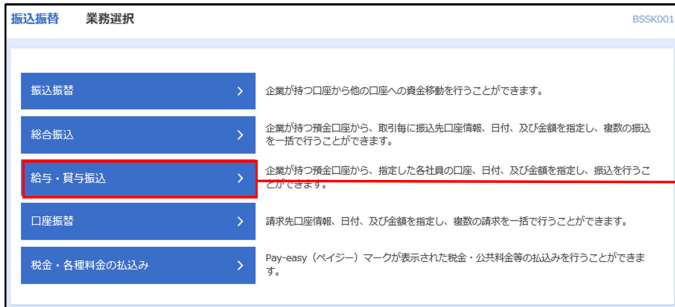 振込振替 業務選択 BSSK001
振込振替 企業が持つ口座から他の口座への資金移動を行うことができます。
総合振込 企業が持つ預金口座から、取引毎に振込先口座情報、日付、及び金額を指定し、複数の振込
を一括で行うことができます。
給与・賞与振込 企業が持つ預金口座から、指定した各社員の口座、日付、及び金額を指定し、振込を行うこ
とができます。
口座振替 請求先口座情報、日付、及び金額を指定し、複数の請求を一括で行うことができます。
税金・各種料金の払込み Pay-easy（ペイジー）マークが表示された税金・公共料金等の払込みを行うことができま
す。